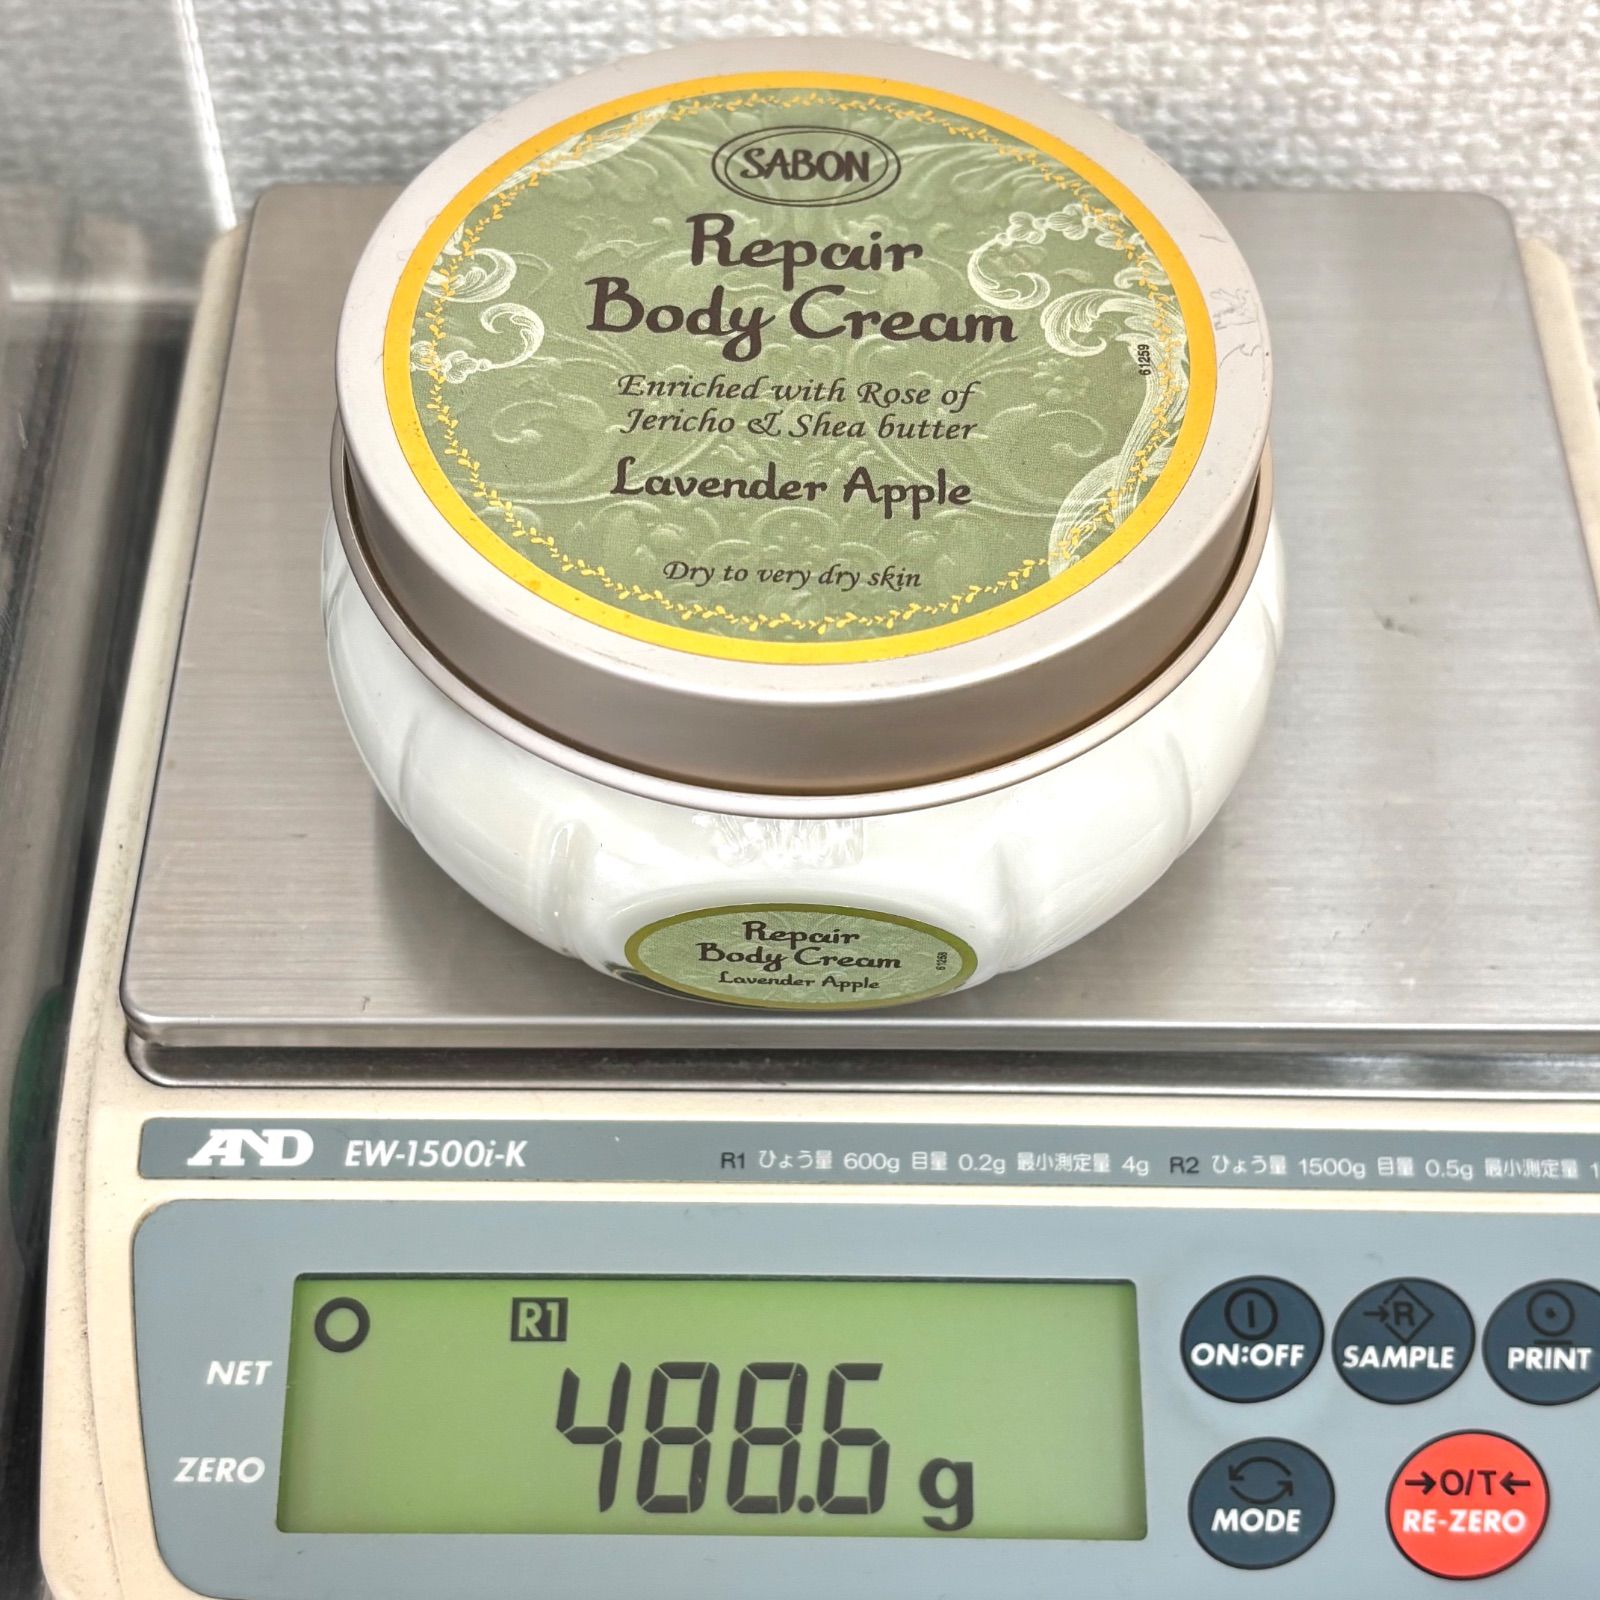 SABON
Repair
Body Cream
61259
Enriched with Rose of
Jericho & Shea butter
Lavender Apple
Dry to very dry skin
Repair
Body Cream
61258
Lavender Apple
AND EW-1500i-K R1 ひょう量 600g 目量 0.2g 最小測定量 4g R2 ひょう量 1500g 目量 0.5g 最小測定量 1
R1
NET
488.6 g
ZERO
ON:OFF
R
SAMPLE
PRINT
MODE
→O/T←
RE-ZERO